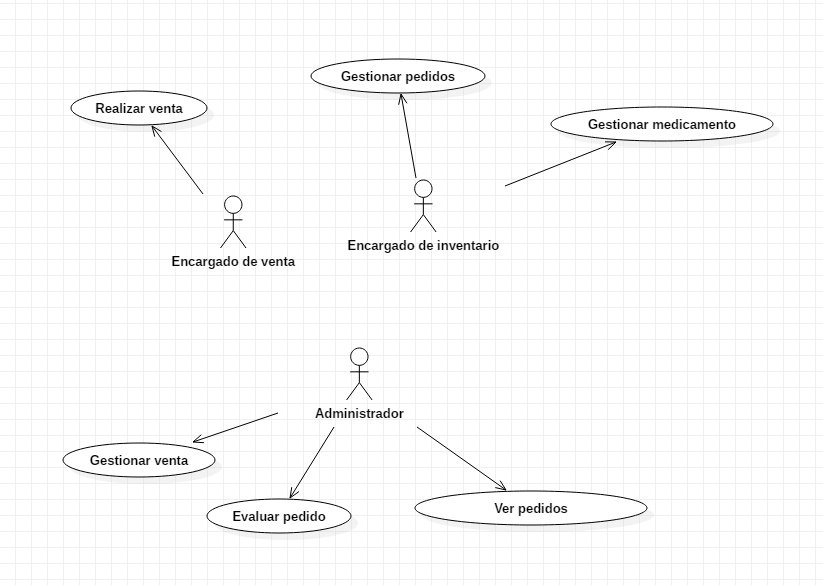 Gestionar pedidos
Realizar venta
Gestionar medicamento
Encargado de inventario
Encargado de venta
Administrador
Gestionar venta
Evaluar pedido
Ver pedidos